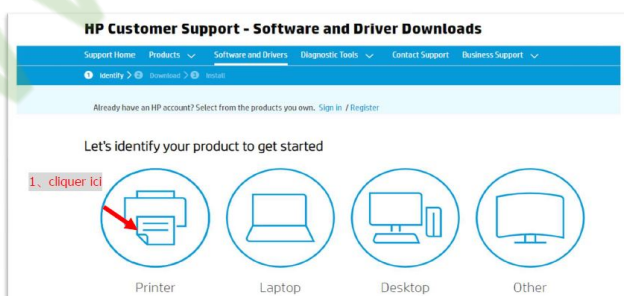 HP Customer Support - Software and Driver Downloads
Support Home Products Software and Drivers Diagnostic Tools Contact Support Business Support
1 Identify > 2 Download > 3 Install
Already have an HP account? Select from the products you own. Sign in / Register
Let's identify your product to get started
1、cliquer ici
Printer Laptop Desktop Other